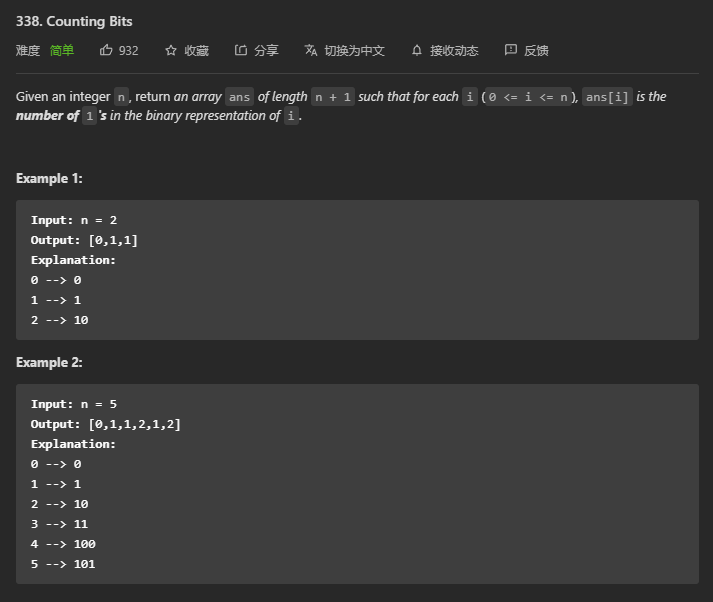 338. Counting Bits
难度 简单 932 收藏 分享 切换为中文 接收动态 反馈
Given an integer n, return an array ans of length n + 1 such that for each i (0 <= i <= n), ans[i] is the
number of 1's in the binary representation of i.
Example 1:
Input: n = 2
Output: [0,1,1]
Explanation:
0 --> 0
1 --> 1
2 --> 10
Example 2:
Input: n = 5
Output: [0,1,1,2,1,2]
Explanation:
0 --> 0
1 --> 1
2 --> 10
3 --> 11
4 --> 100
5 --> 101